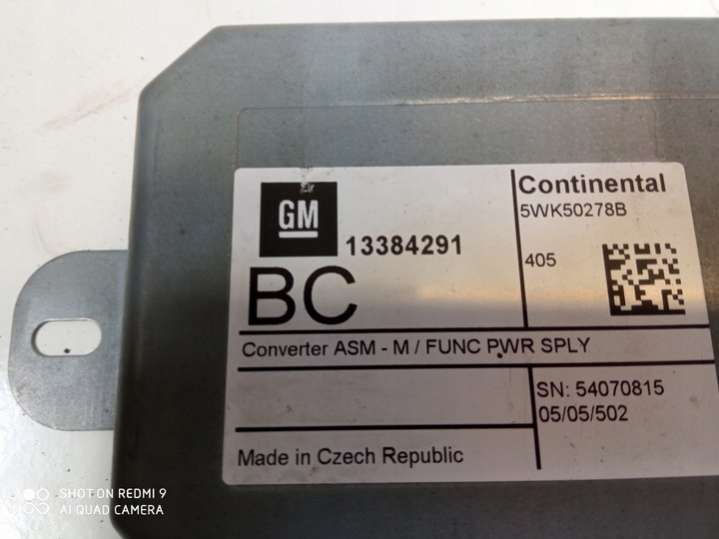 GM
13384291
BC
Continental
5WK50278B
405
Converter ASM - M / FUNC PWR SPLY
SN: 54070815
05/05/502
Made in Czech Republic
SHOT ON REDMI 9
AI QUAD CAMERA